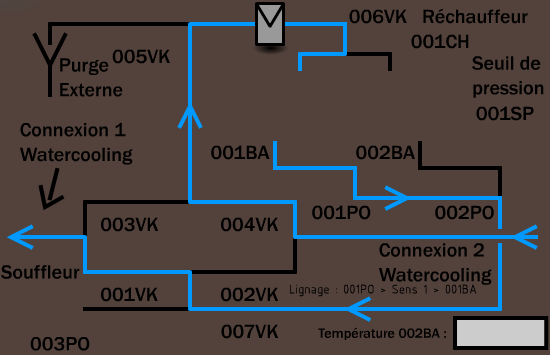 006VK Réchauffeur
001CH
005VK
Purge
Externe
Seuil de
pression
001SP
Connexion 1
Watercooling
001BA
002BA
001PO
002PO
003VK
004VK
Connexion 2
Watercooling
Souffleur
001VK
002VK
Lignage : 001PO > Sens 1 > 001BA
007VK
Température 002BA :
003PO